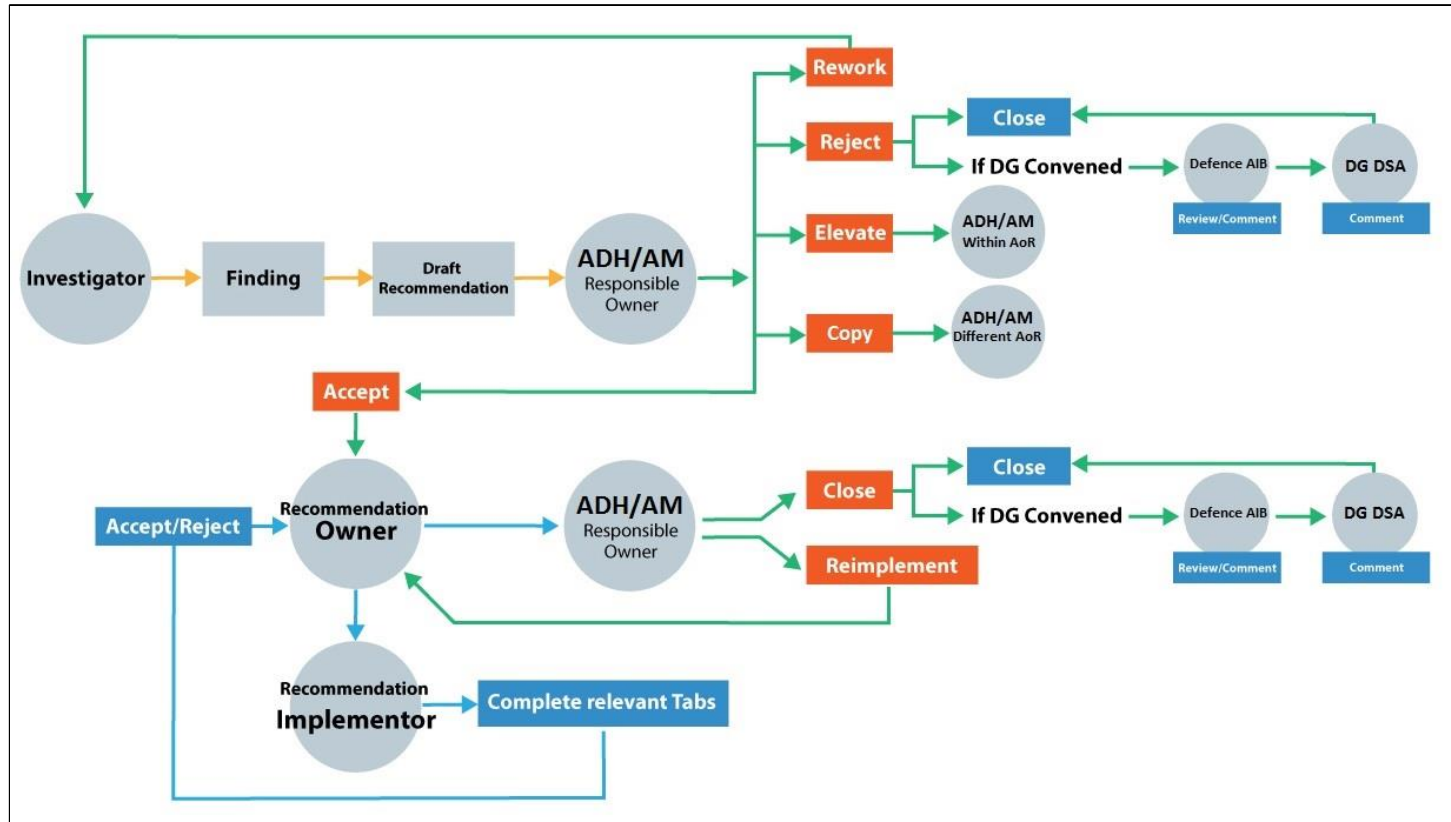 Rework
Close
Reject
If DG Convened
Defence AIB
Review/Comment
DG DSA
Comment
Investigator
Finding
Draft
Recommendation
ADH/AM
Responsible
Owner
Elevate
ADH/AM
Within AoR
Copy
ADH/AM
Different AoR
Accept
Accept/Reject
Recommendation
Owner
ADH/AM
Responsible
Owner
Close
Close
If DG Convened
Defence AIB
Review/Comment
DG DSA
Comment
Reimplement
Recommendation
Implementor
Complete relevant Tabs